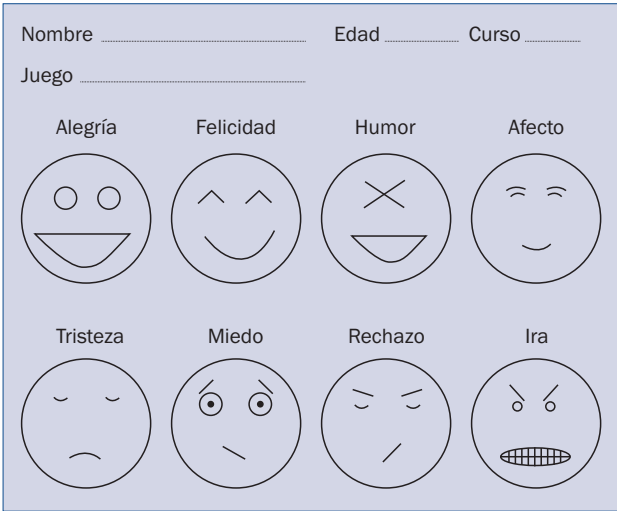 Nombre Edad Curso
Juego
Alegría Felicidad Humor Afecto
Tristeza Miedo Rechazo Ira